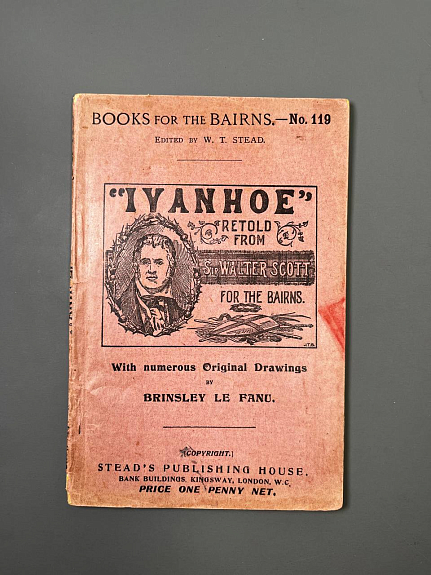 BOOKS FOR THE BAIRNS.—No. 119
EDITED BY W. T. STEAD.
"IVANHOE"
RETOLD
FROM
SIR WALTER SCOTT
FOR THE BAIRNS.
With numerous Original Drawings
BY
BRINSLEY LE FANU.
[COPYRIGHT.]
STEAD'S PUBLISHING HOUSE,
BANK BUILDINGS, KINGSWAY, LONDON, W.C.
PRICE ONE PENNY NET.